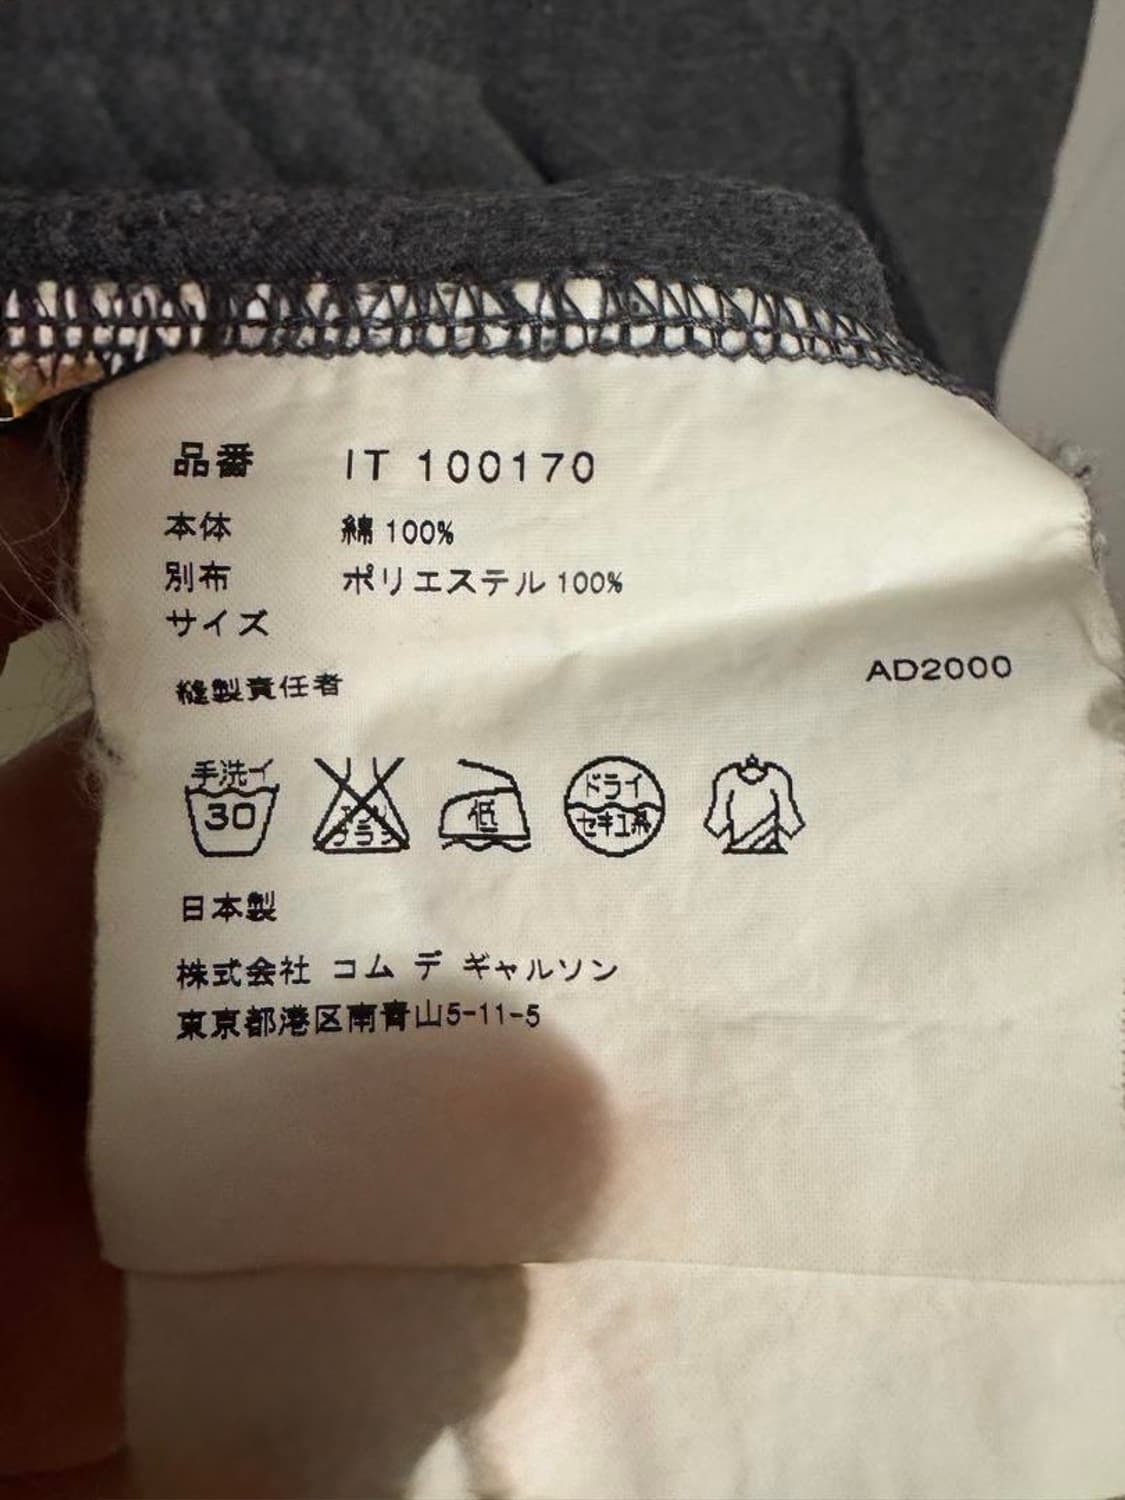 品番 IT 100170
本体 綿 100%
別布 ポリエステル 100%
サイズ
縫製責任者
AD2000
手洗イ
30
低
ドライ
セキユ系
日本製
株式会社 コム デ ギャルソン
東京都港区南青山5-11-5